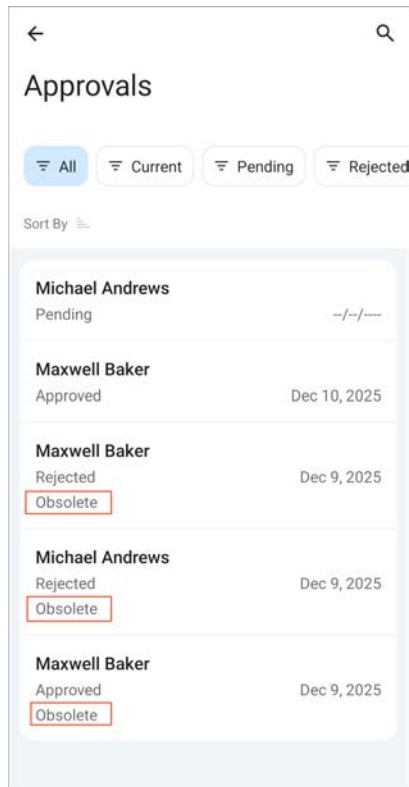 Approvals
All Current Pending Rejected
Sort By
Michael Andrews
Pending --/--/----
Maxwell Baker
Approved Dec 10, 2025
Maxwell Baker
Rejected Dec 9, 2025
Obsolete
Michael Andrews
Rejected Dec 9, 2025
Obsolete
Maxwell Baker
Approved Dec 9, 2025
Obsolete